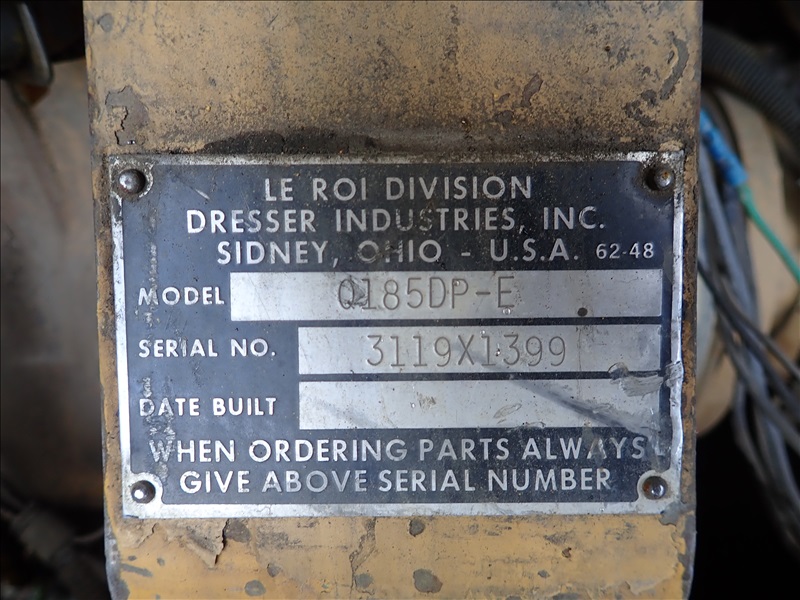 LE ROI DIVISION
DRESSER INDUSTRIES, INC.
SIDNEY, OHIO - U.S.A. 62-48
MODEL Q185DP-E
SERIAL NO. 3119X1399
DATE BUILT
WHEN ORDERING PARTS ALWAYS
GIVE ABOVE SERIAL NUMBER